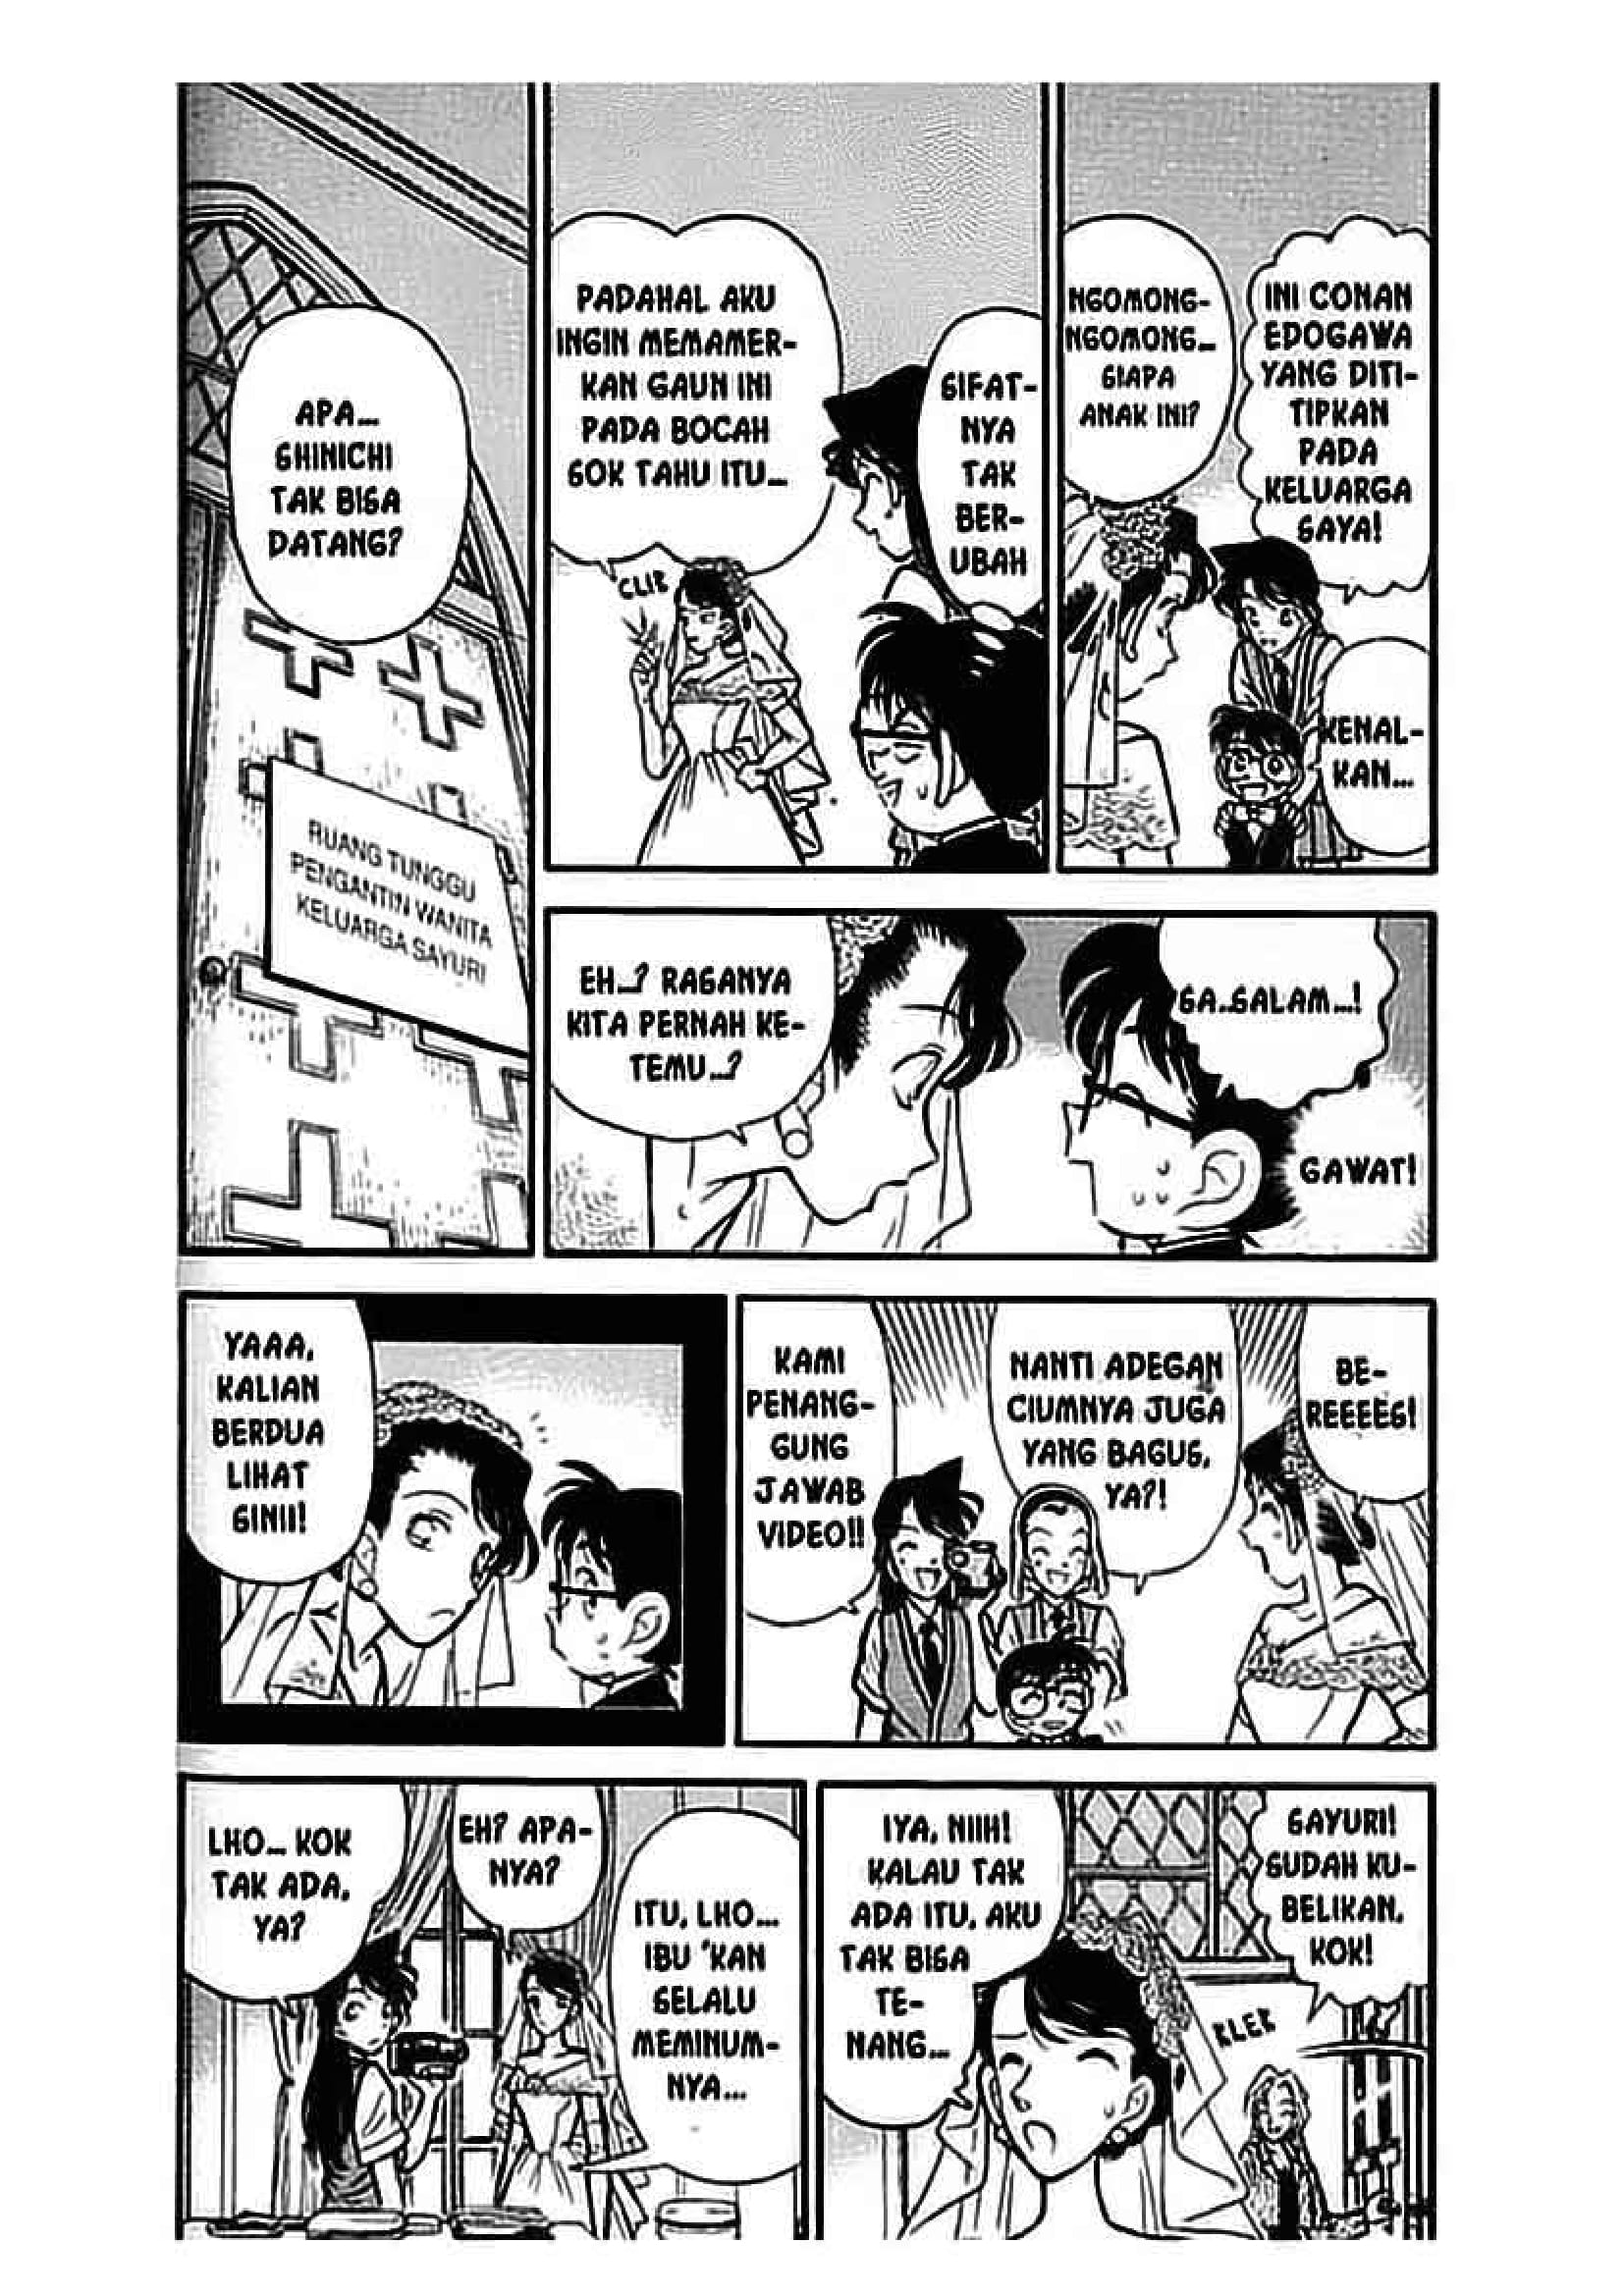 APA...
SHINICHI
TAK BISA
DATANG?
RUANG TUNGGU
PENGANTIN WANITA
KELUARGA SAYURI
PADAHAL AKU
INGIN MEMAMER-
KAN GAUN INI
PADA BOCAH
SOK TAHU ITU...
CLIK
SIFAT-
NYA
TAK
BER-
UBAH
NGOMONG-
NGOMONG...
SIAPA
ANAK INI?
INI CONAN
EDOGAWA
YANG DITI-
TIPKAN
PADA
KELUARGA
SAYA!
KENAL-
KAN...
EH...? RASANYA
KITA PERNAH KE-
TEMU...?
SA..SALAM...!
GAWAT!
YAAA,
KALIAN
BERDUA
LIHAT
SINII!
KAMI
PENANG-
GUNG
JAWAB
VIDEO!!
NANTI ADEGAN
CIUMNYA JUGA
YANG BAGUS,
YA?!
BE-
REEEES!
LHO... KOK
TAK ADA,
YA?
EH? APA-
NYA?
ITU, LHO...
IBU 'KAN
SELALU
MEMINUM-
NYA...
IYA, NIIH!
KALAU TAK
ADA ITU, AKU
TAK BISA
TE-
NANG...
SAYURI!
SUDAH KU-
BELIKAN,
KOK!
KLEK